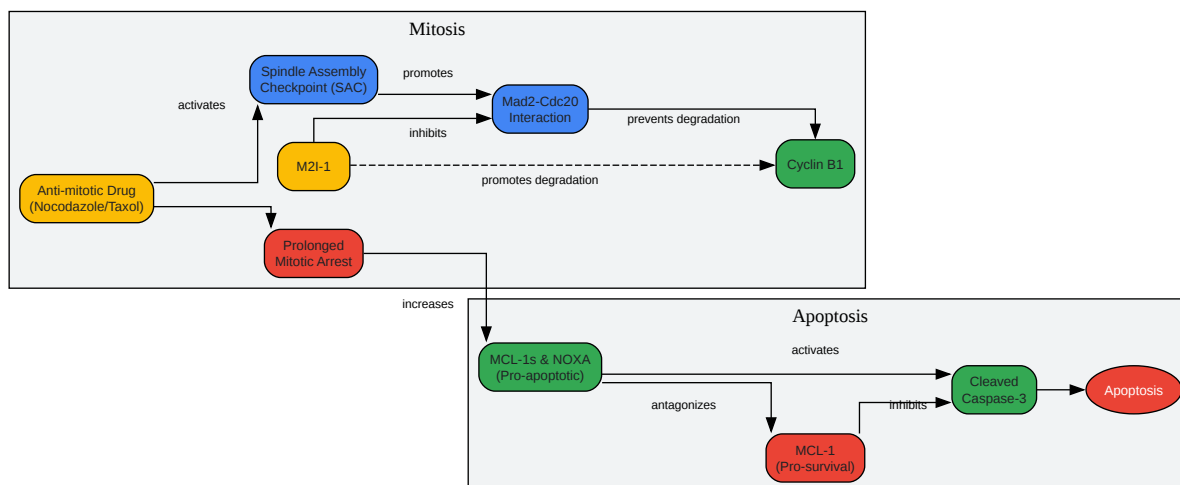 Mitosis
Spindle Assembly
Checkpoint (SAC)
promotes
activates
Mad2-Cdc20
Interaction
inhibits
prevents degradation
M2I-1
Cyclin B1
promotes degradation
Anti-mitotic Drug
(Nocodazole/Taxol)
Prolonged
Mitotic Arrest
increases
Apoptosis
MCL-1s & NOXA
(Pro-apoptotic)
activates
Cleaved
Caspase-3
Apoptosis
antagonizes
inhibits
MCL-1
(Pro-survival)